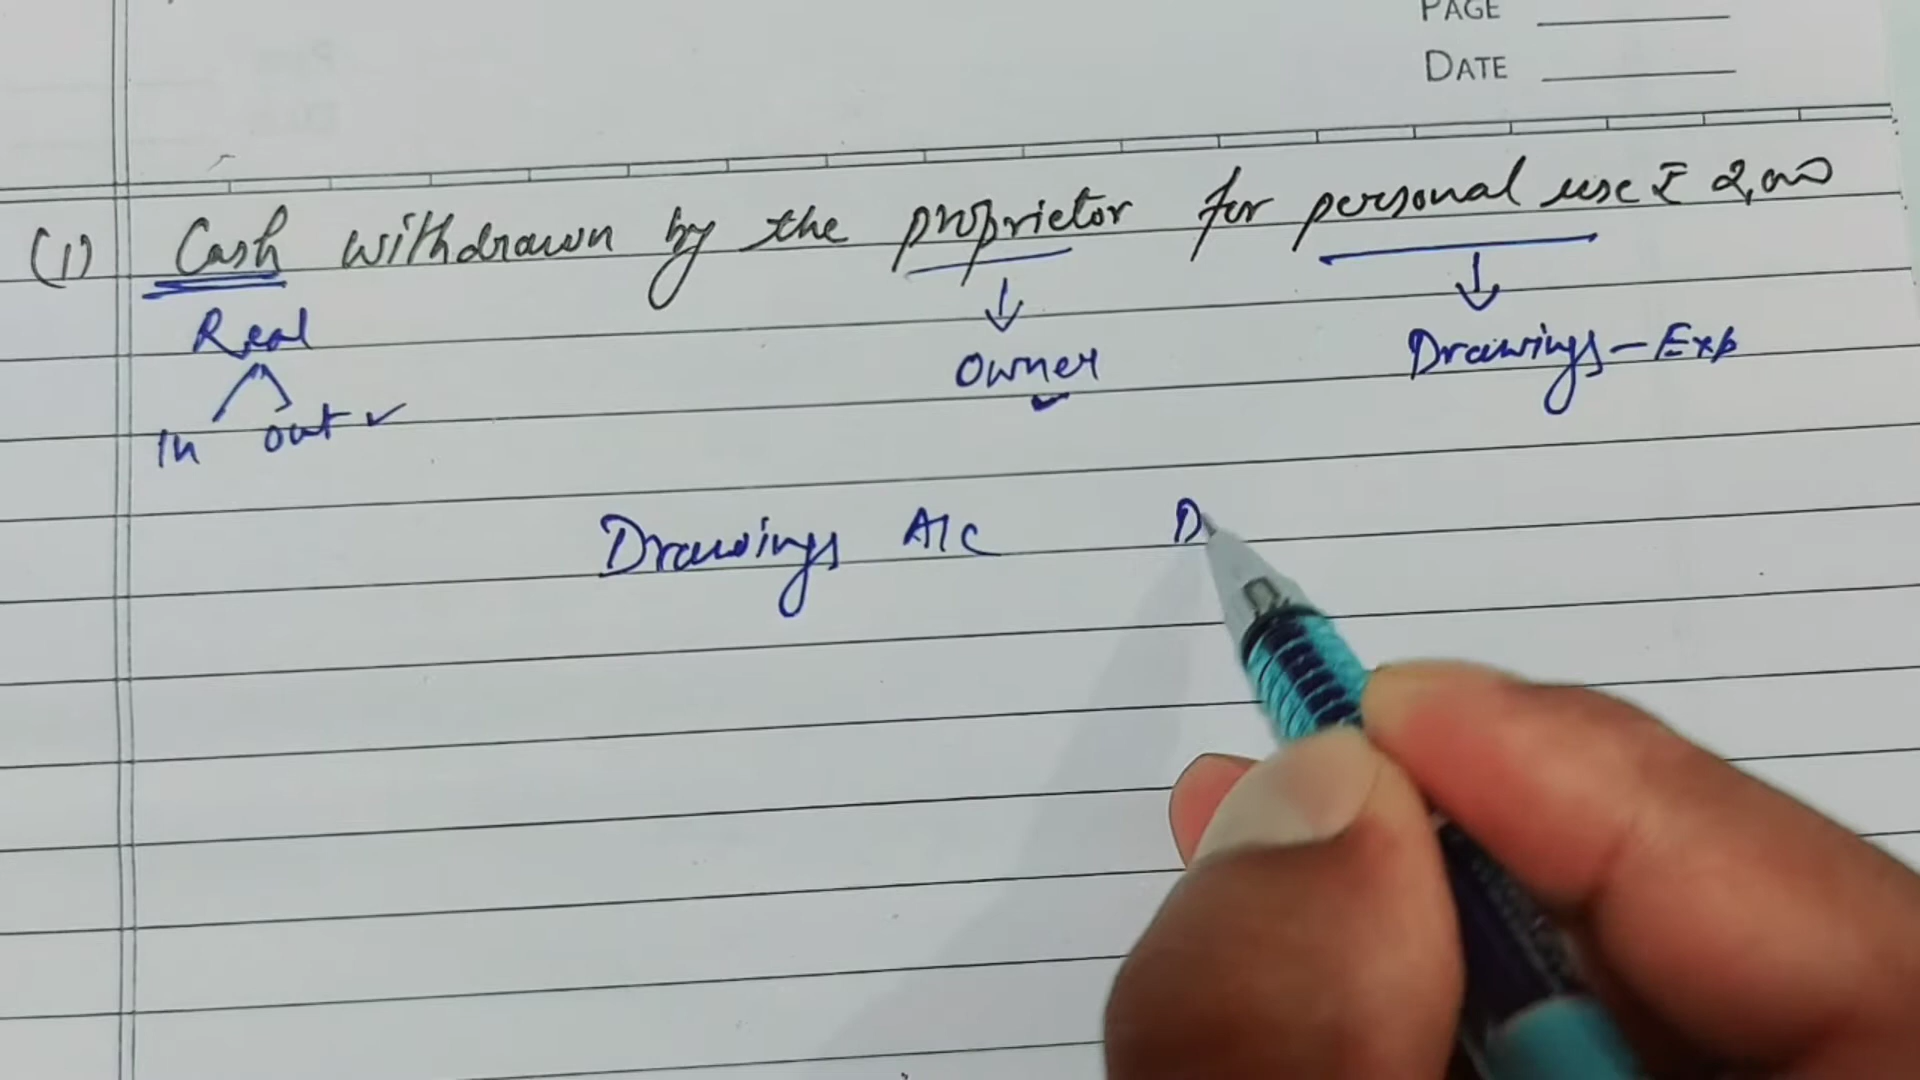 PAGE
DATE
(1) Cash withdrawn by the proprietor for personal use ₹ 2,000
Real
In out ✓
Owner
Drawings - Exp
Drawings A/c D